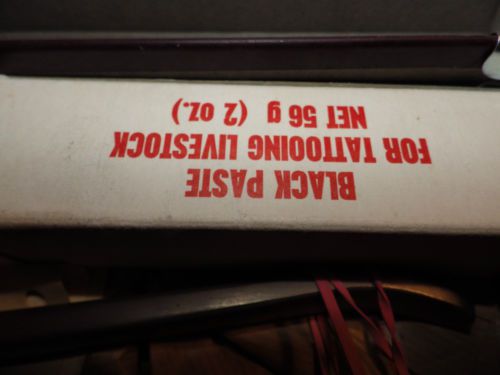 BLACK PASTE
FOR TATTOOING LIVESTOCK
NET 56 g (2 OZ.)